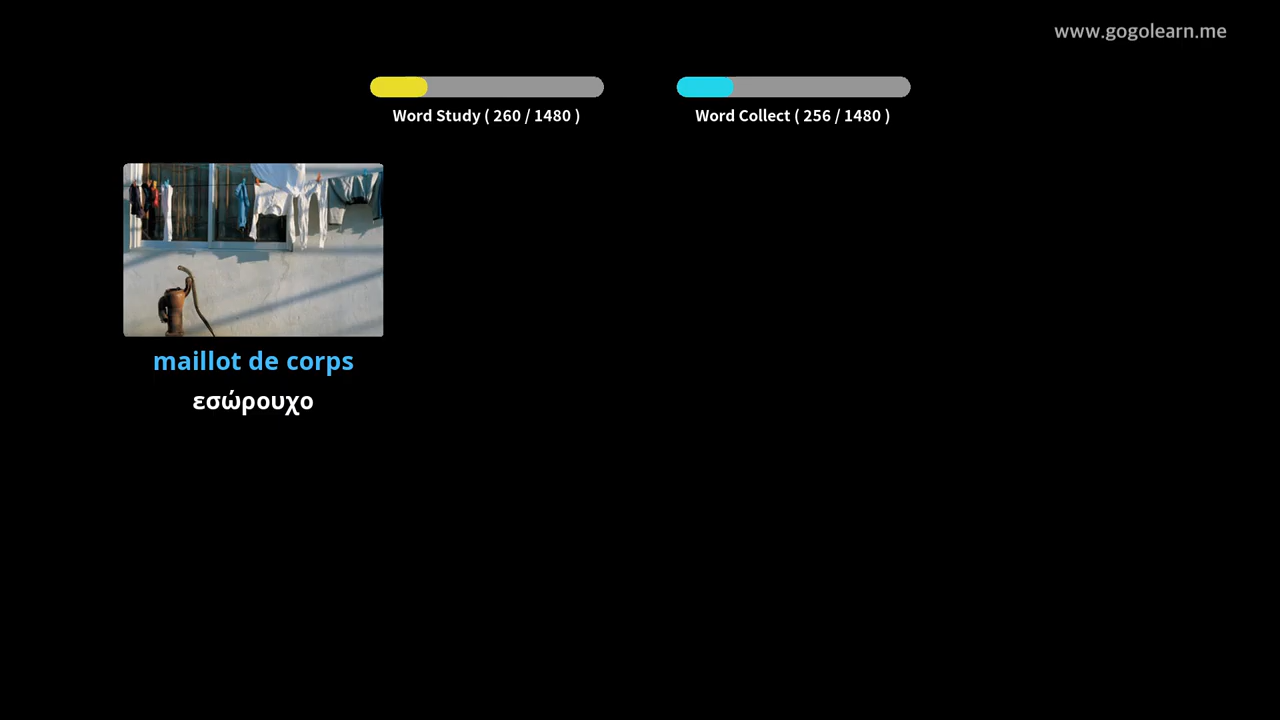 www.gogolearn.me
Word Study ( 260 / 1480 )
Word Collect ( 256 / 1480 )
maillot de corps
εσώρουχο